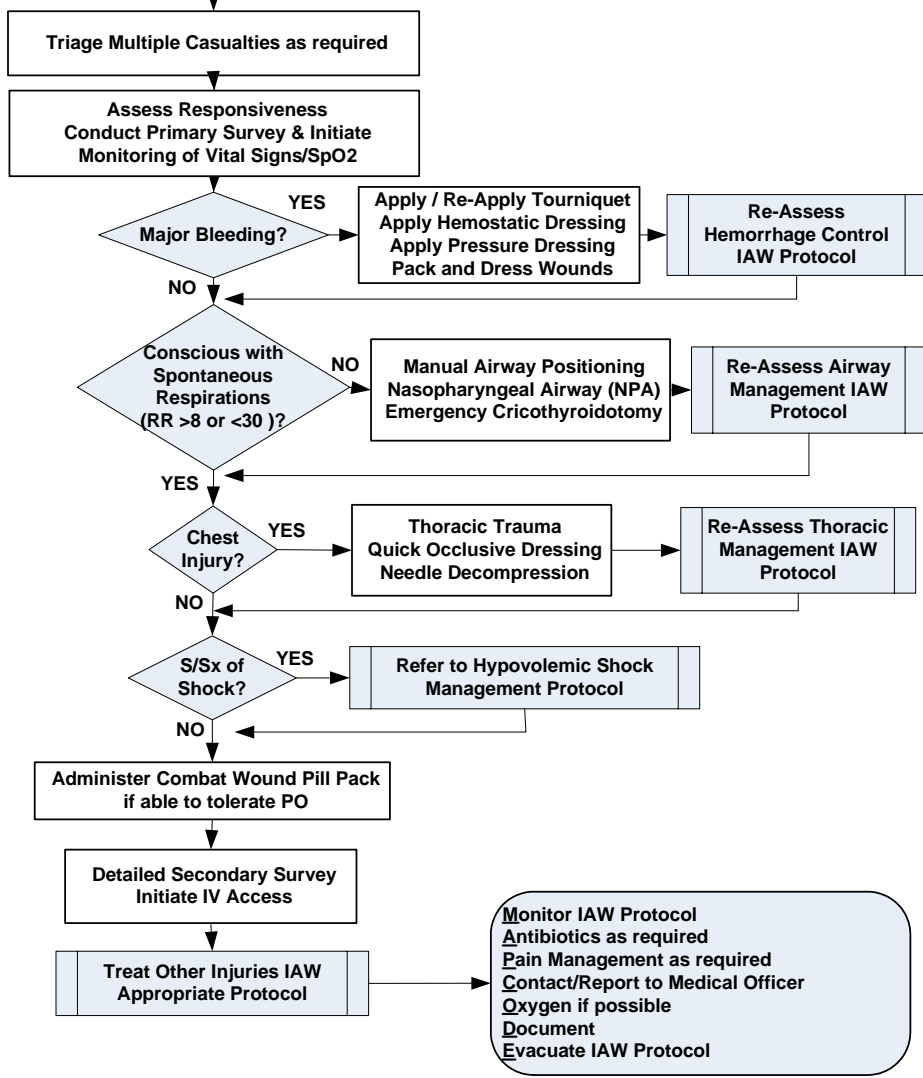 Triage Multiple Casualties as required
Assess Responsiveness
Conduct Primary Survey & Initiate
Monitoring of Vital Signs/SpO2
Major Bleeding?
YES
Apply / Re-Apply Tourniquet
Apply Hemostatic Dressing
Apply Pressure Dressing
Pack and Dress Wounds
Re-Assess
Hemorrhage Control
IAW Protocol
NO
Conscious with
Spontaneous
Respirations
(RR >8 or <30 )?
NO
Manual Airway Positioning
Nasopharyngeal Airway (NPA)
Emergency Cricothyroidotomy
Re-Assess Airway
Management IAW
Protocol
YES
Chest
Injury?
YES
Thoracic Trauma
Quick Occlusive Dressing
Needle Decompression
Re-Assess Thoracic
Management IAW
Protocol
NO
S/Sx of
Shock?
YES
Refer to Hypovolemic Shock
Management Protocol
NO
Administer Combat Wound Pill Pack
if able to tolerate PO
Detailed Secondary Survey
Initiate IV Access
Treat Other Injuries IAW
Appropriate Protocol
Monitor IAW Protocol
Antibiotics as required
Pain Management as required
Contact/Report to Medical Officer
Oxygen if possible
Document
Evacuate IAW Protocol